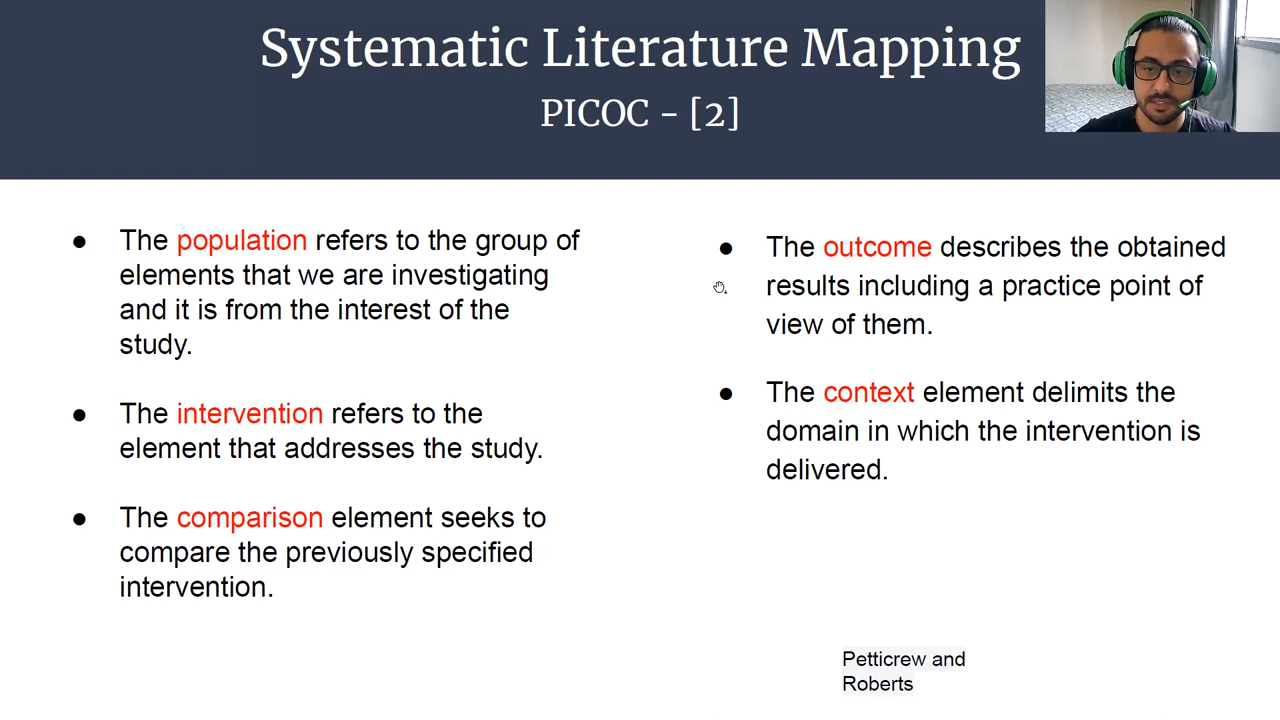 Systematic Literature Mapping
PICOC - [2]
● The population refers to the group of
elements that we are investigating
and it is from the interest of the
study.
● The intervention refers to the
element that addresses the study.
● The comparison element seeks to
compare the previously specified
intervention.
● The outcome describes the obtained
results including a practice point of
view of them.
● The context element delimits the
domain in which the intervention is
delivered.
Petticrew and
Roberts